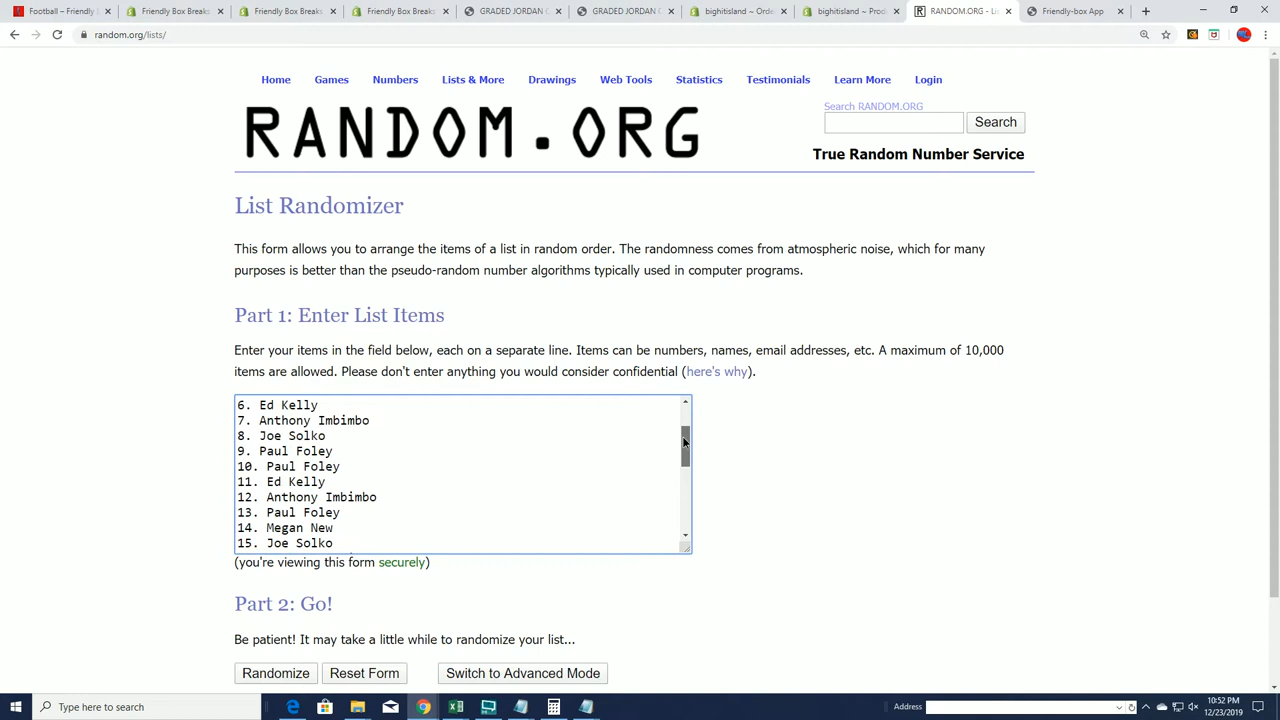 Football – Friendly
Friendly Box Breaks
Friendly Box Breaks
Friendly Box Breaks
GRADED JORDAN
GRADED JORDAN
bighitisland ~ Orde
bighitisland ~ Prod
RANDOM.ORG - Li
Friendly-box App
random.org/lists/
Home Games Numbers Lists & More Drawings Web Tools Statistics Testimonials Learn More Login
RANDOM.ORG
Search RANDOM.ORG
Search
True Random Number Service
List Randomizer
This form allows you to arrange the items of a list in random order. The randomness comes from atmospheric noise, which for many
purposes is better than the pseudo-random number algorithms typically used in computer programs.
Part 1: Enter List Items
Enter your items in the field below, each on a separate line. Items can be numbers, names, email addresses, etc. A maximum of 10,000
items are allowed. Please don't enter anything you would consider confidential (here's why).
6. Ed Kelly
7. Anthony Imbimbo
8. Joe Solko
9. Paul Foley
10. Paul Foley
11. Ed Kelly
12. Anthony Imbimbo
13. Paul Foley
14. Megan New
15. Joe Solko
(you're viewing this form securely)
Part 2: Go!
Be patient! It may take a little while to randomize your list...
Randomize Reset Form Switch to Advanced Mode
Type here to search
Address
10:52 PM
12/23/2019